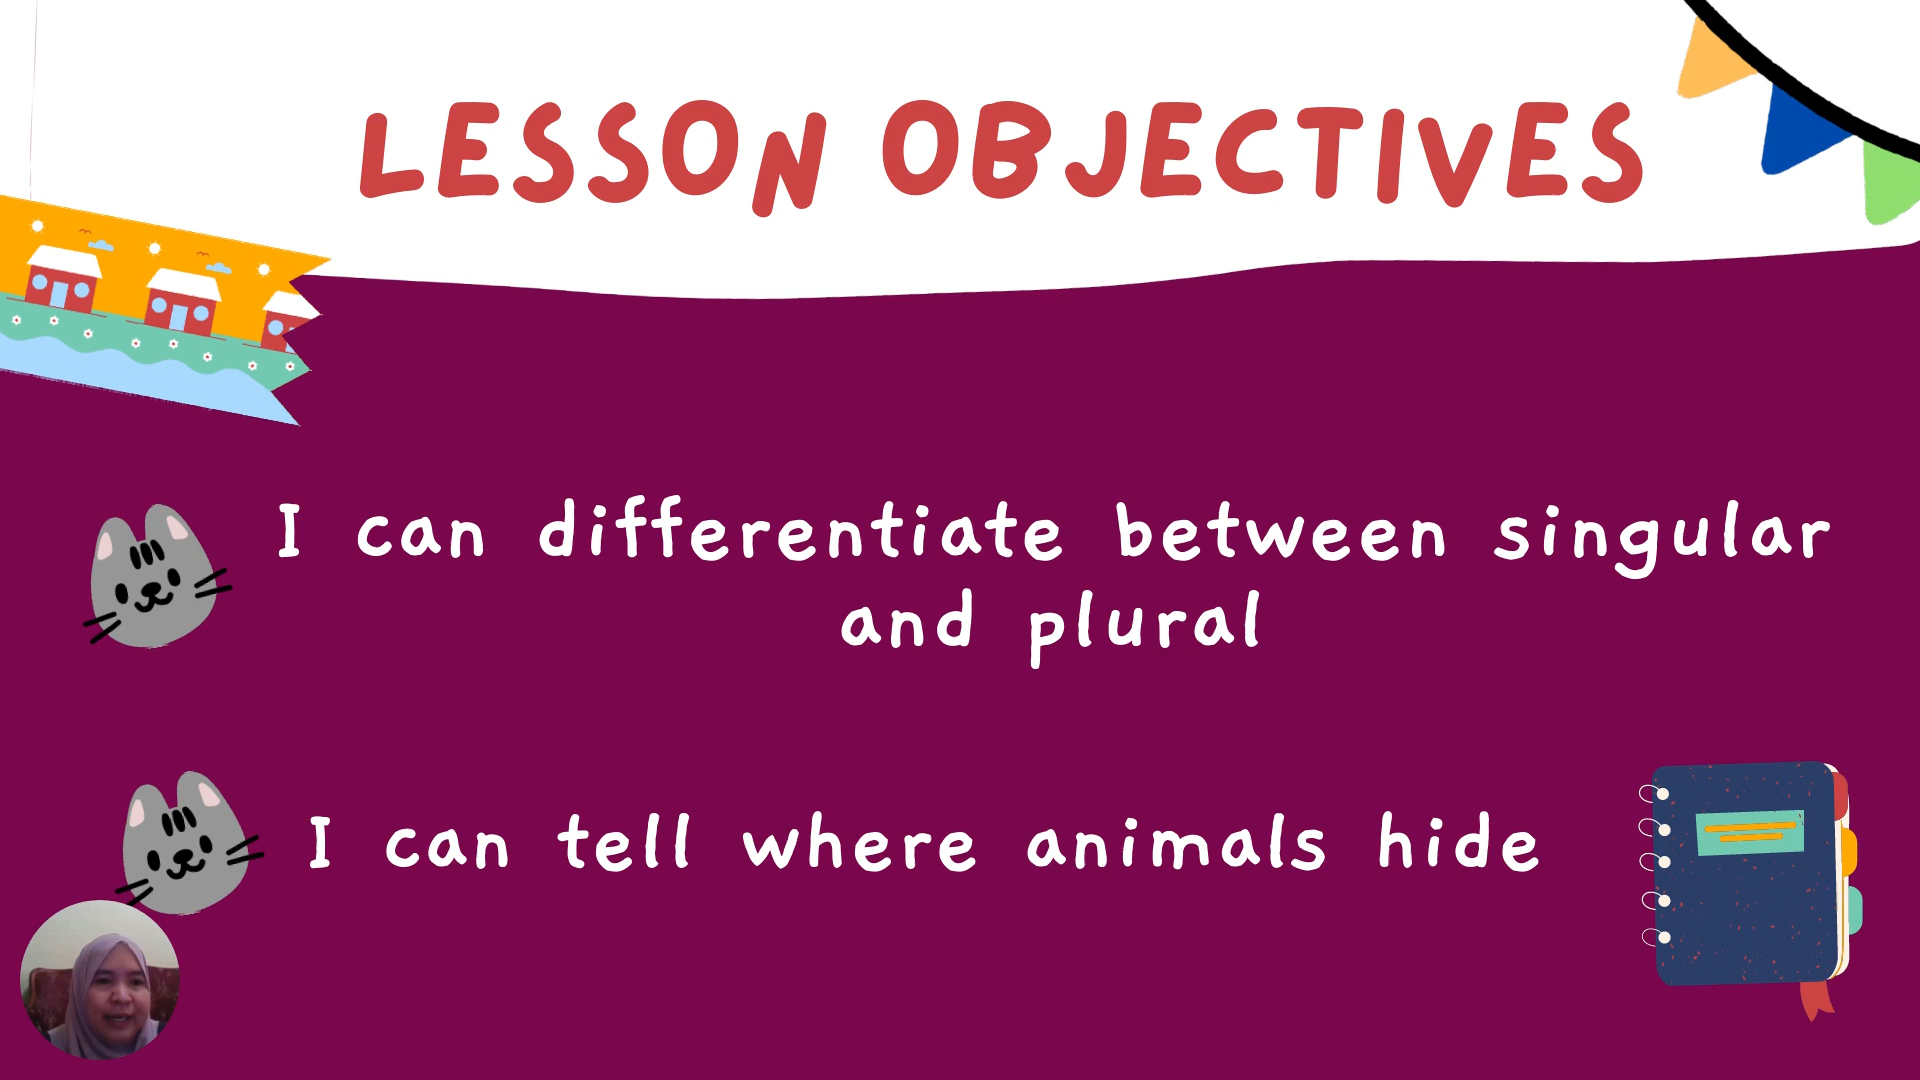 LESSON OBJECTIVES
I can differentiate between singular
and plural
I can tell where animals hide